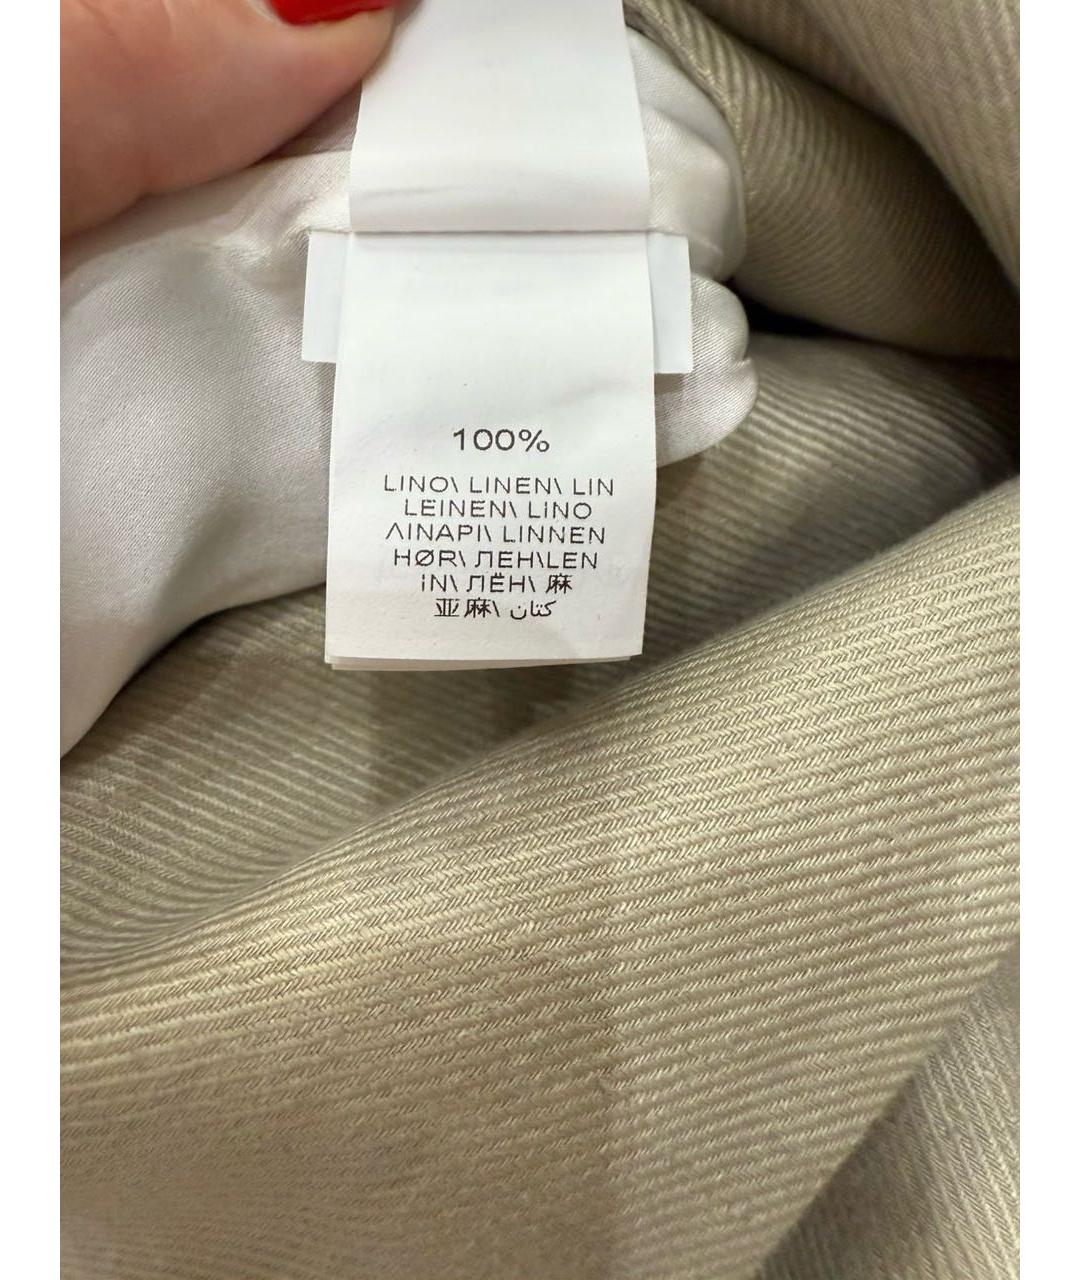 100%
LINO\ LINEN\ LIN
LEINEN\ LINO
ΛΙΝΑΡΙ\ LINNEN
HØR\ ЛЕН\LEN
İN\ ЛЁН\ 麻
亚麻\ كتان